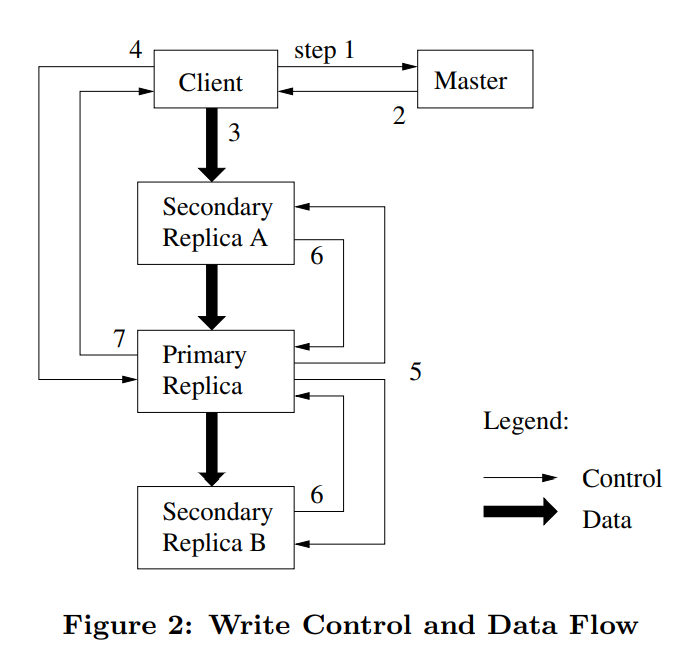 4
step 1
Client
Master
2
3
Secondary
Replica A
6
7
Primary
Replica
5
Legend:
Control
6
Secondary
Replica B
Data
Figure 2: Write Control and Data Flow